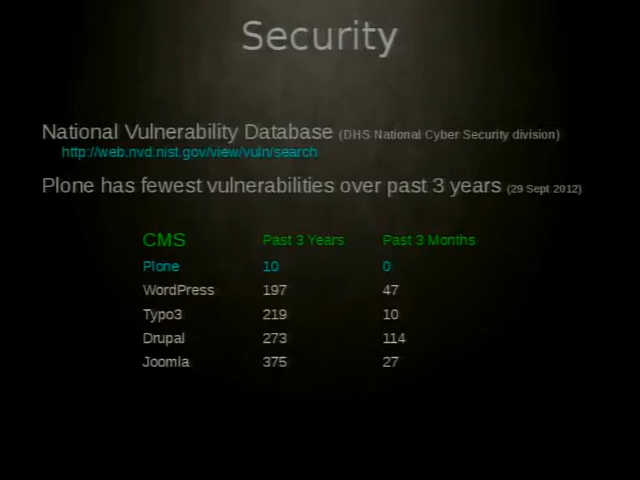 Security
National Vulnerability Database (DHS National Cyber Security division)
http://web.nvd.nist.gov/view/vuln/search
Plone has fewest vulnerabilities over past 3 years (29 Sept 2012)
CMS Past 3 Years Past 3 Months
Plone 10 0
WordPress 197 47
Typo3 219 10
Drupal 273 114
Joomla 375 27